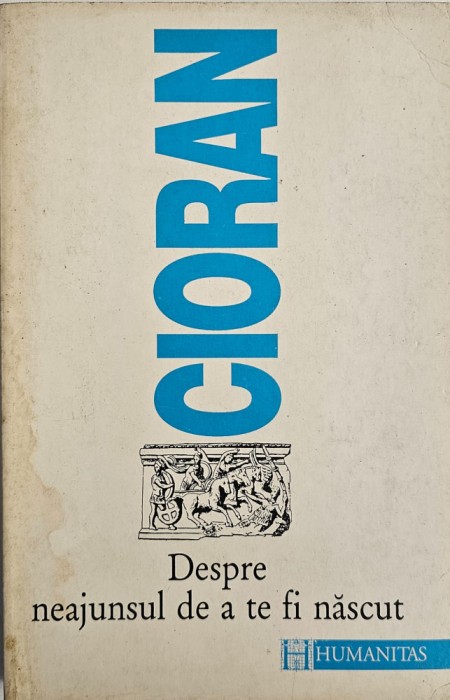 CIORAN
Despre
neajunsul de a te fi născut
HUMANITAS